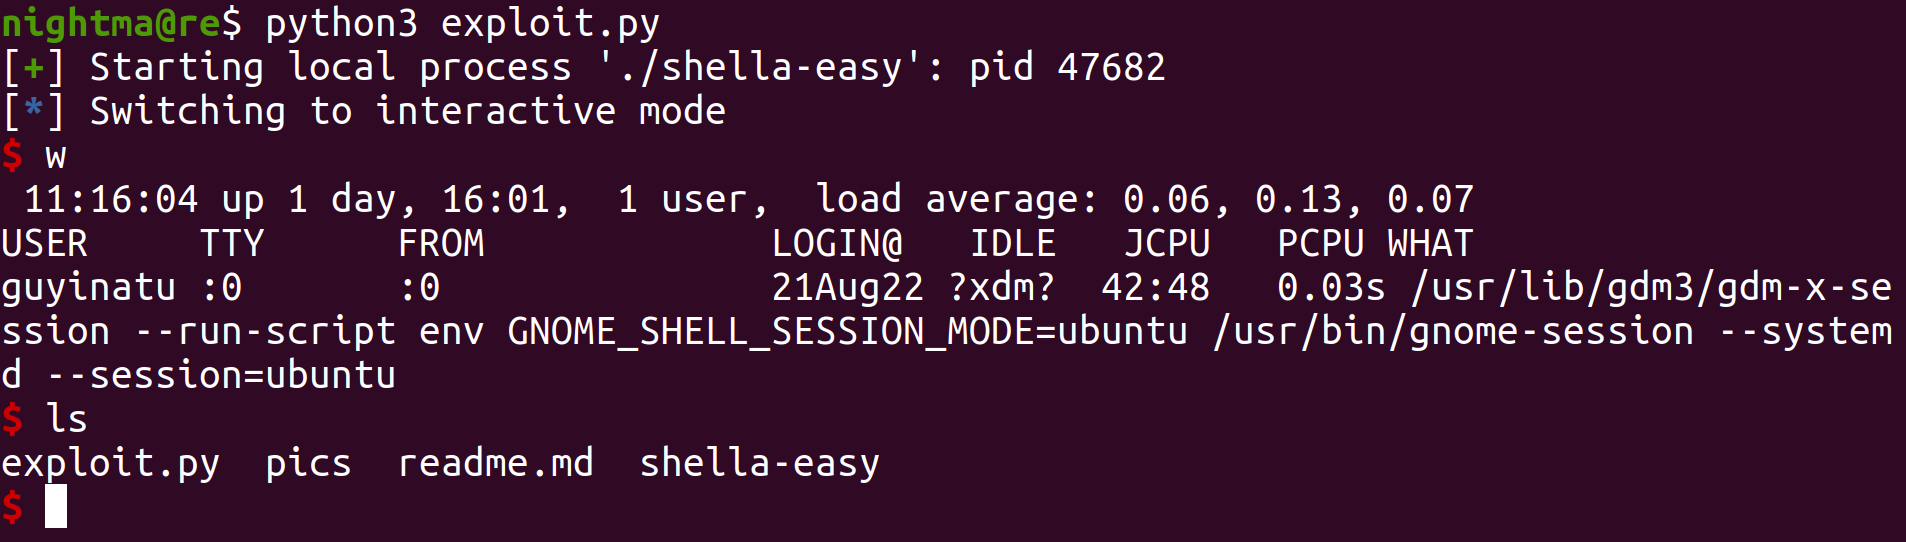 nightma@re$ python3 exploit.py
[+] Starting local process './shella-easy': pid 47682
[*] Switching to interactive mode
$ w
 11:16:04 up 1 day, 16:01,  1 user,  load average: 0.06, 0.13, 0.07
USER     TTY      FROM             LOGIN@   IDLE   JCPU   PCPU WHAT
guyinatu :0       :0               21Aug22 ?xdm?  42:48   0.03s /usr/lib/gdm3/gdm-x-se
ssion --run-script env GNOME_SHELL_SESSION_MODE=ubuntu /usr/bin/gnome-session --system
d --session=ubuntu
$ ls
exploit.py  pics  readme.md  shella-easy
$